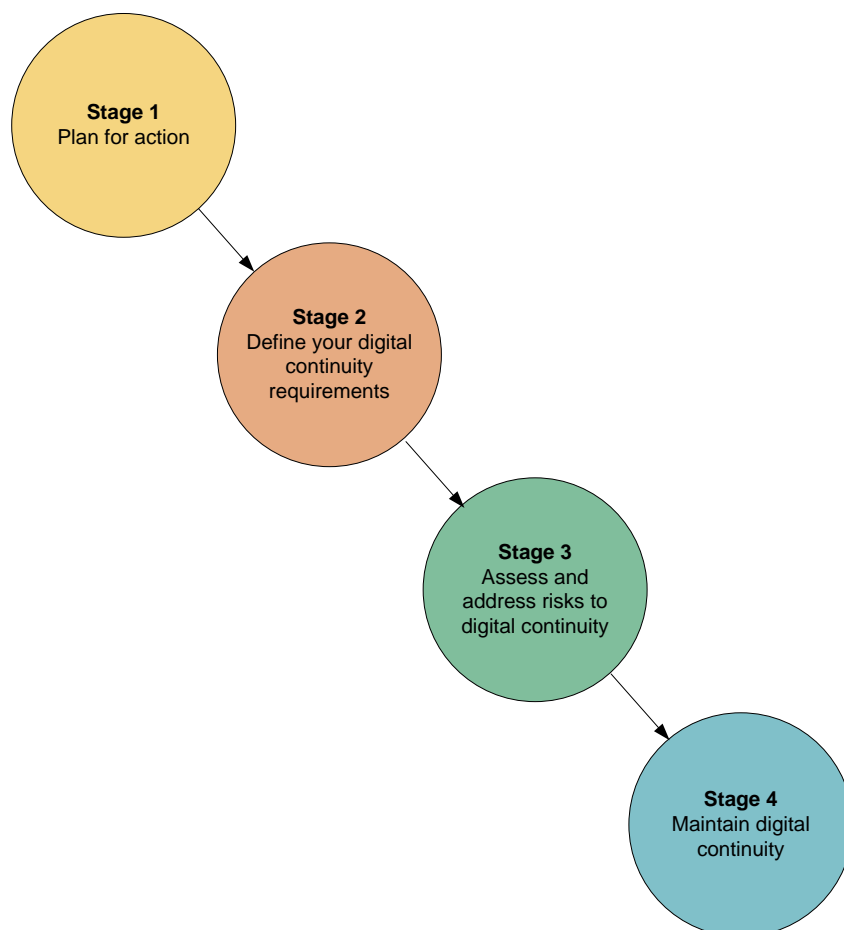 Stage 1
Plan for action
Stage 2
Define your digital
continuity
requirements
Stage 3
Assess and
address risks to
digital continuity
Stage 4
Maintain digital
continuity